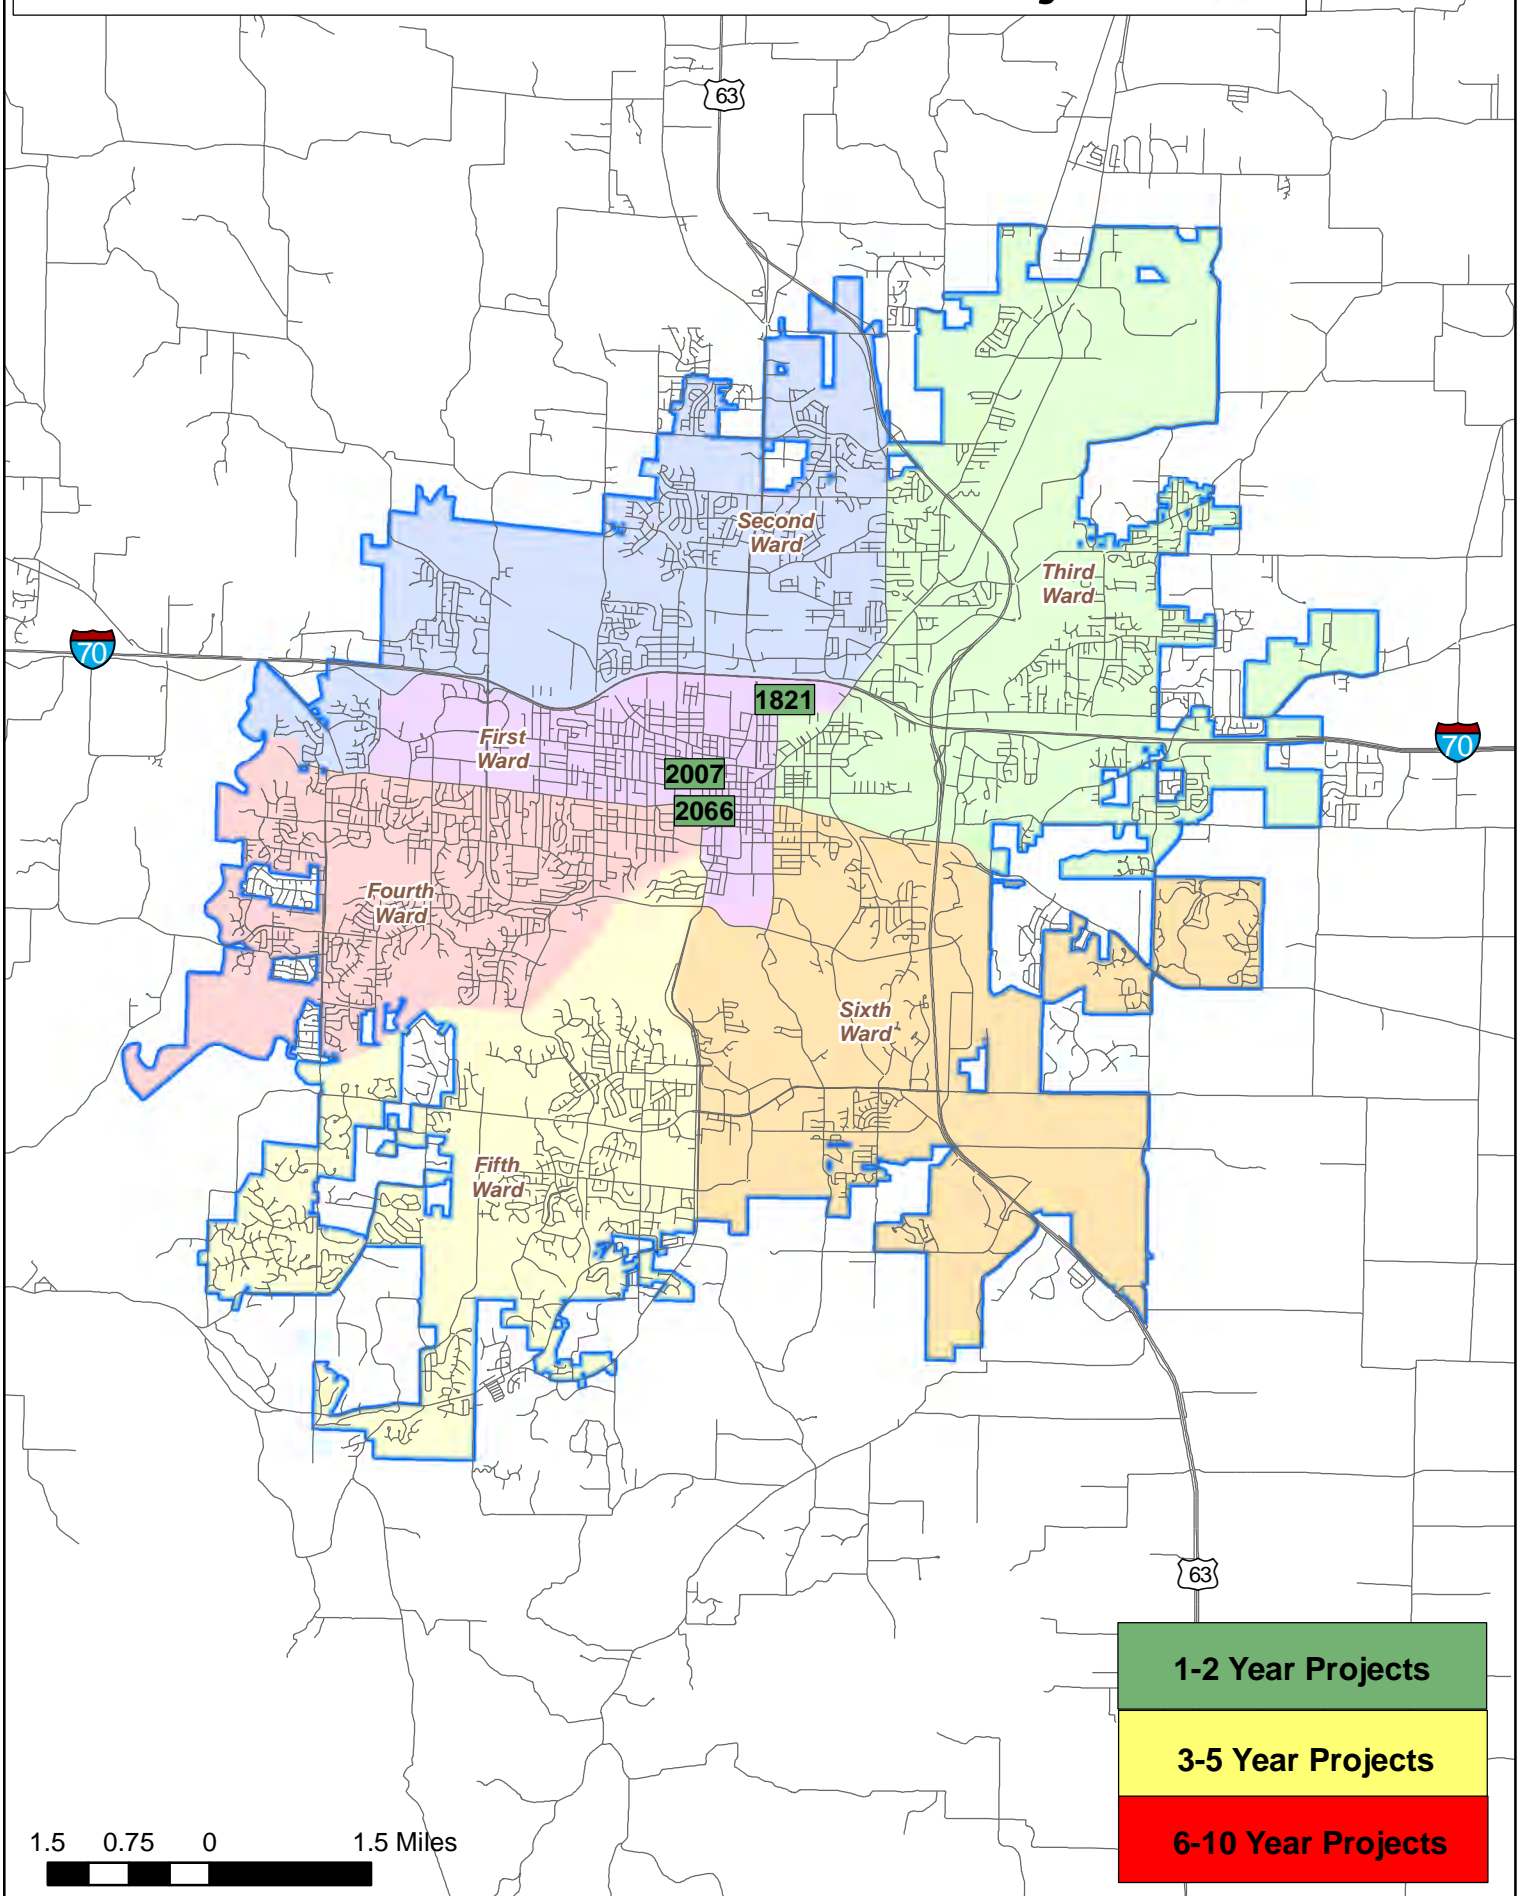 63
Second
Ward
Third
Ward
70
1821
First
Ward
70
2007
2066
Fourth
Ward
Sixth
Ward
Fifth
Ward
63
1-2 Year Projects
3-5 Year Projects
6-10 Year Projects
1.5 0.75 0 1.5 Miles